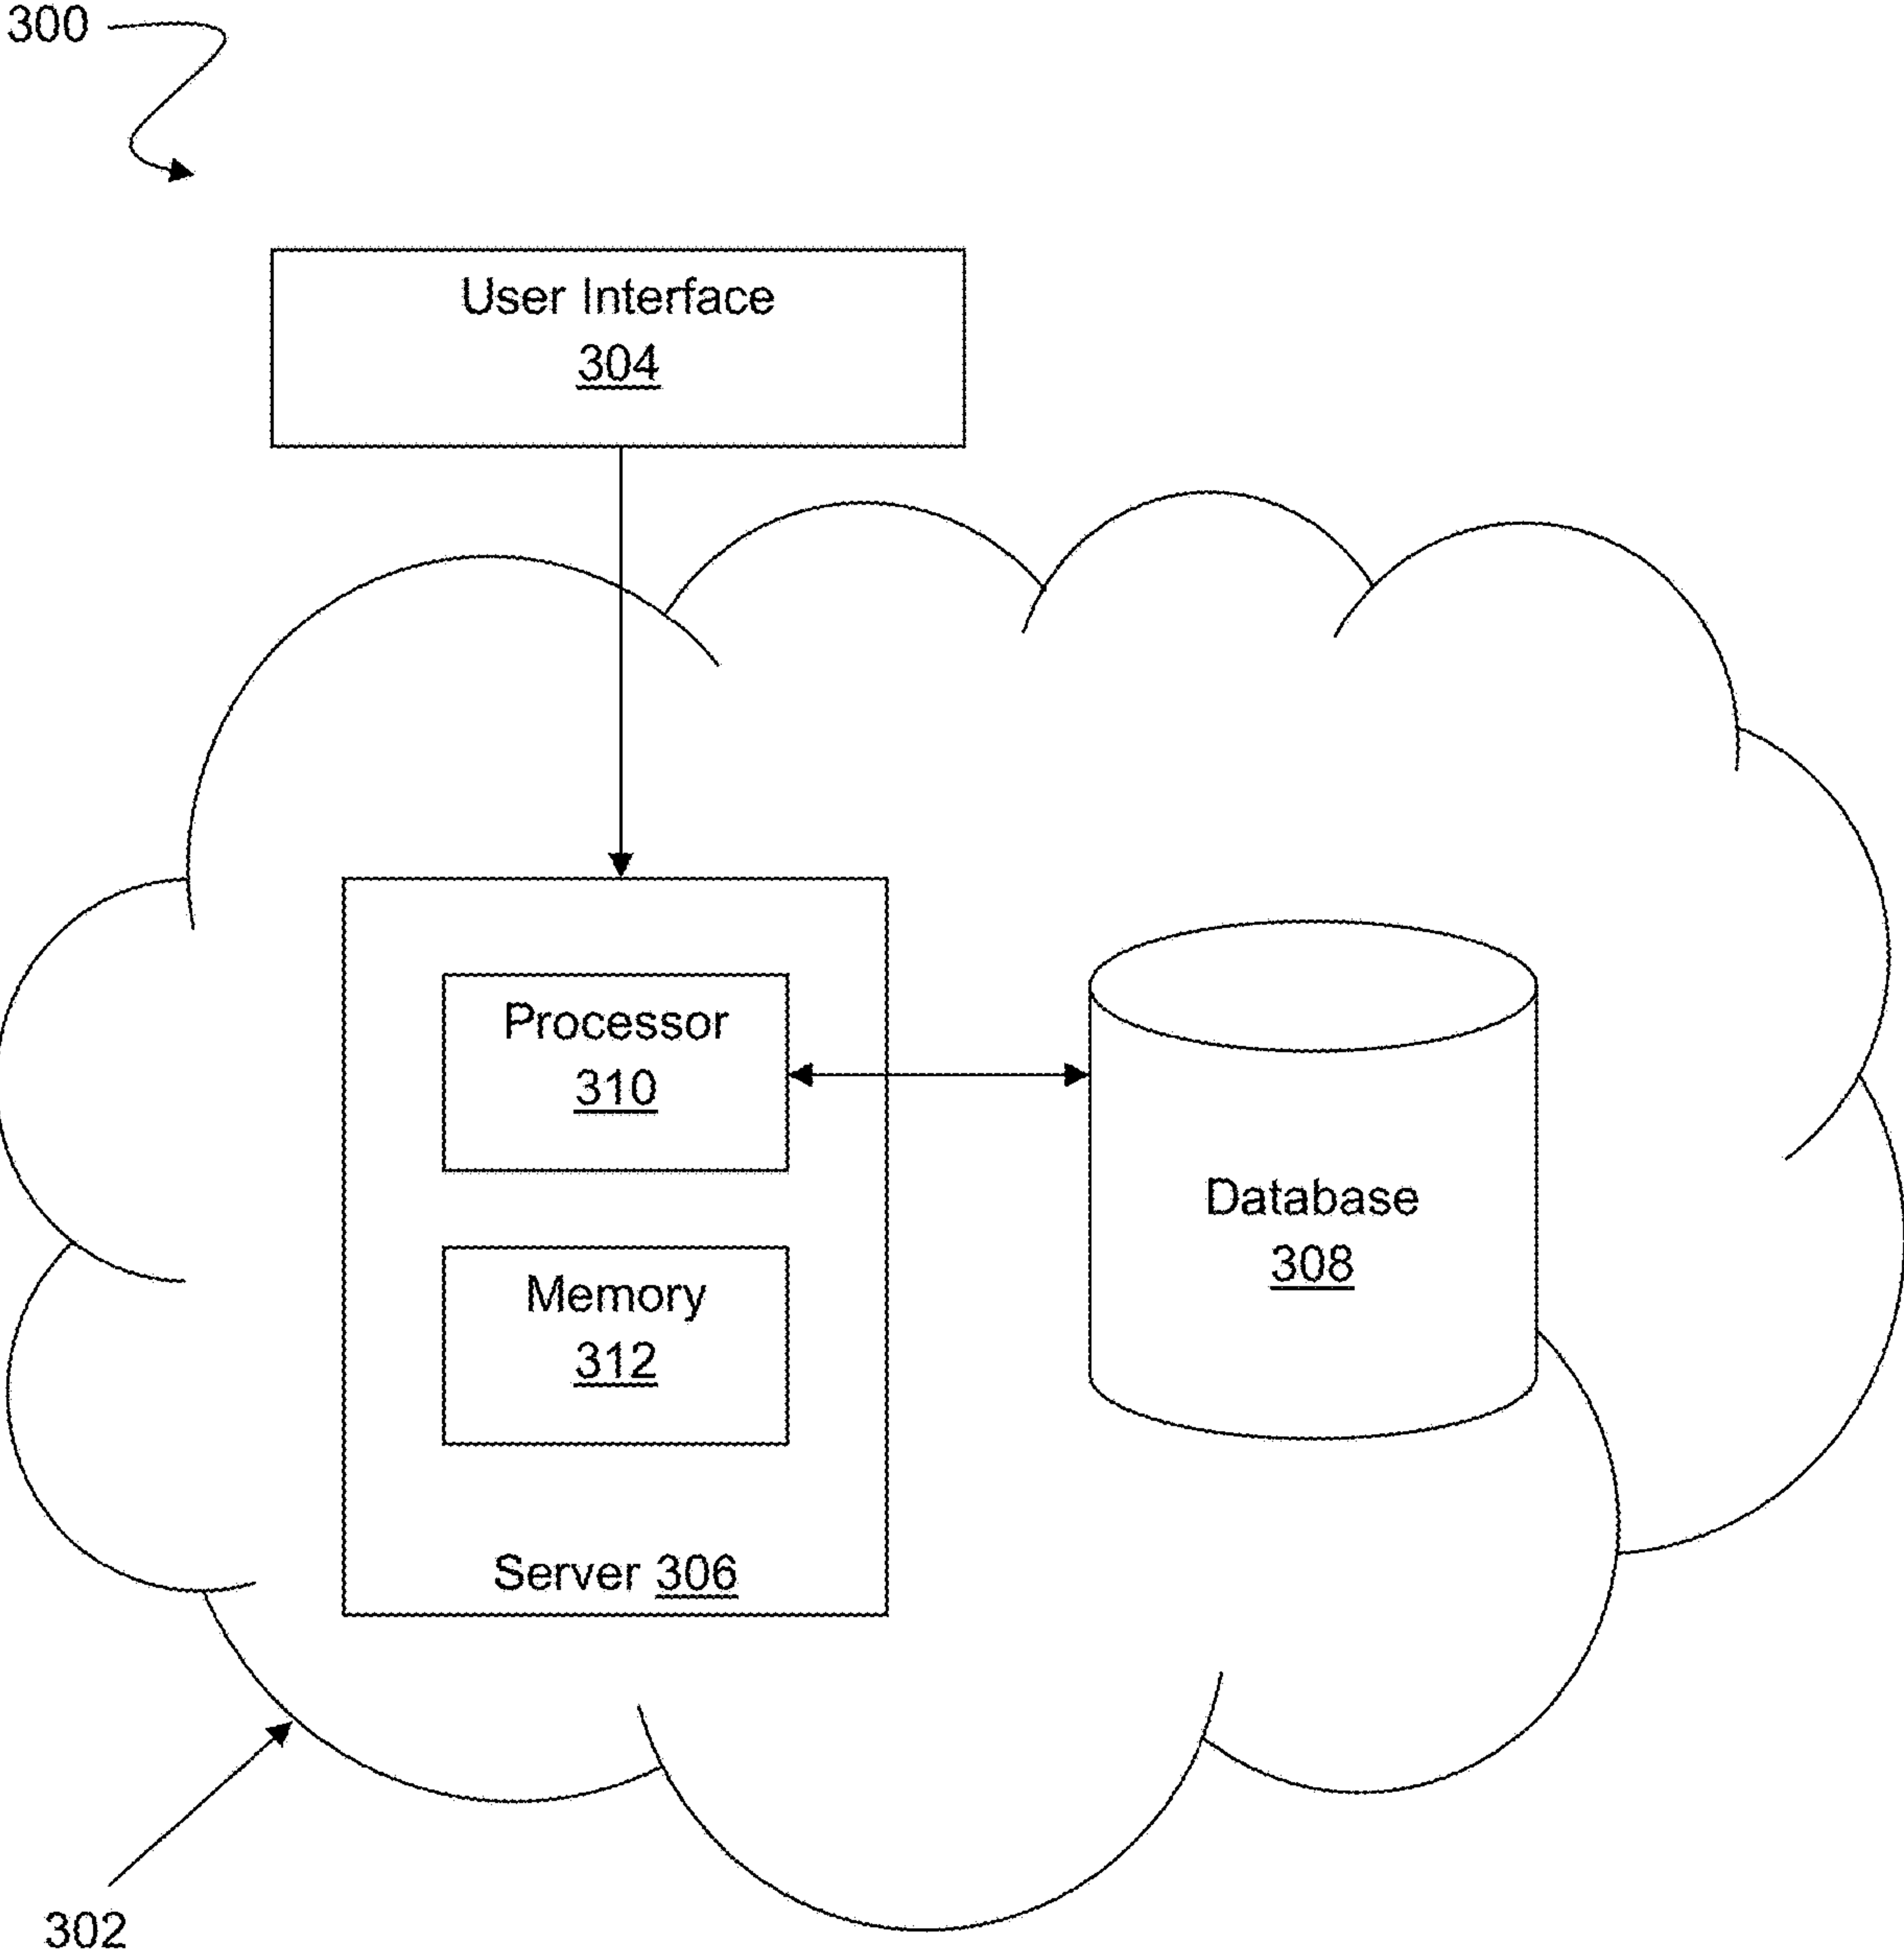 300
User Interface
304
Processor
310
Memory
312
Server 306
Database
308
302